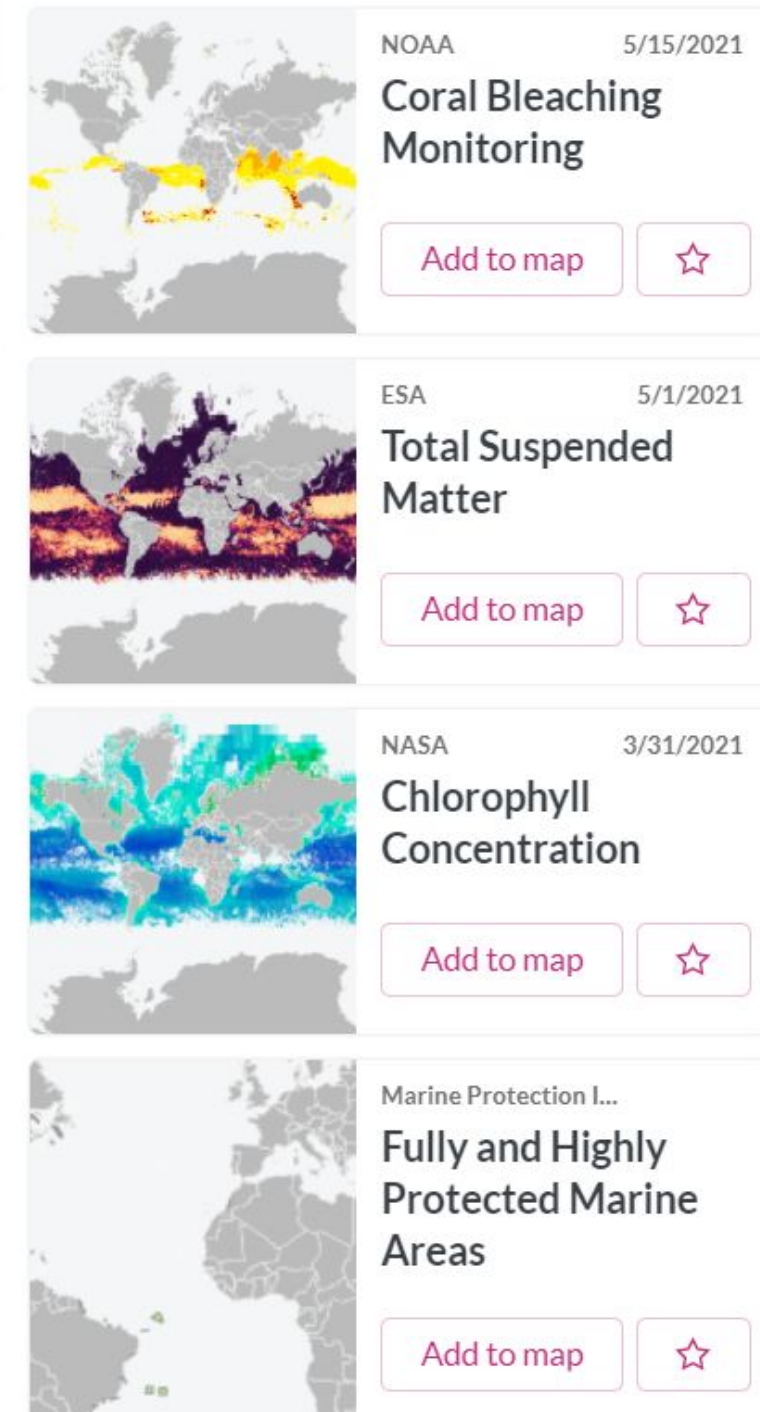 NOAA 5/15/2021
Coral Bleaching
Monitoring
Add to map
ESA 5/1/2021
Total Suspended
Matter
Add to map
NASA 3/31/2021
Chlorophyll
Concentration
Add to map
Marine Protection I...
Fully and Highly
Protected Marine
Areas
Add to map